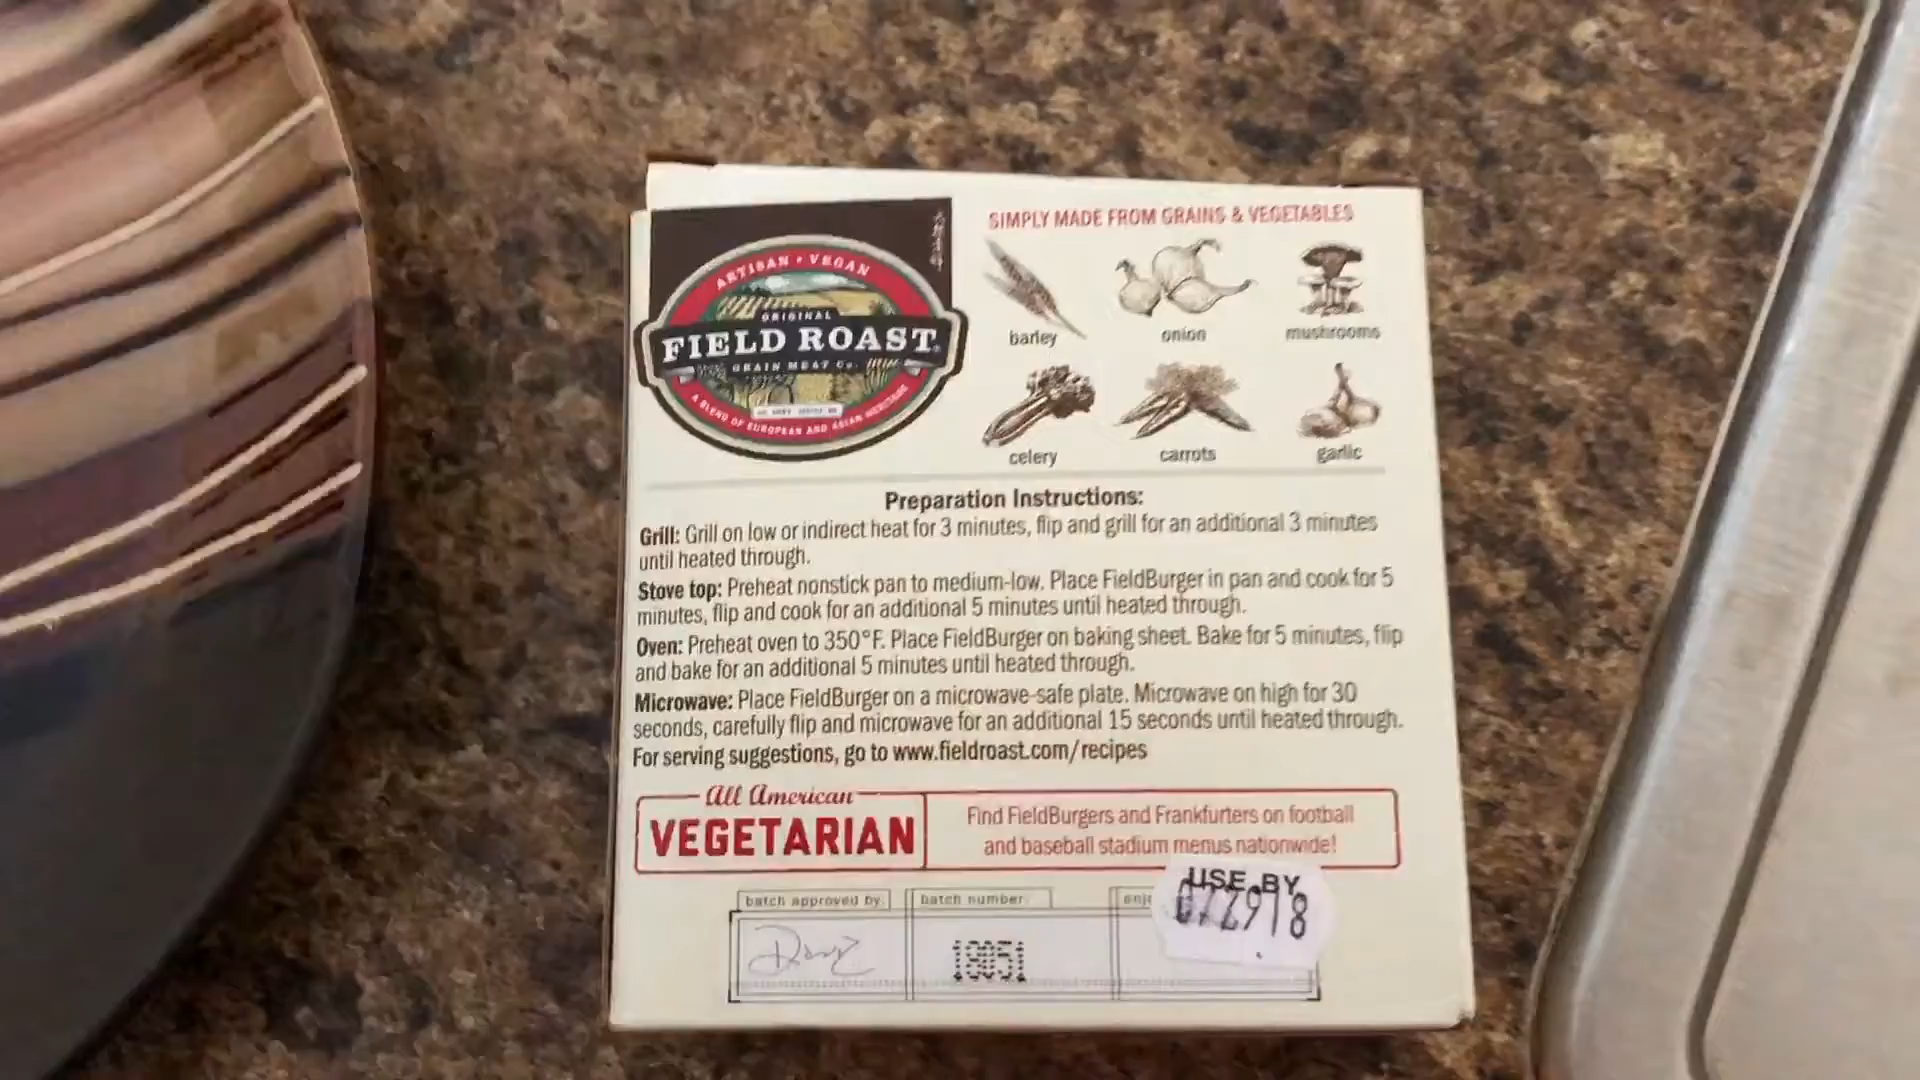 ARTISAN • VEGAN
ORIGINAL
FIELD ROAST
GRAIN MEAT Co.
A BLEND OF EUROPEAN AND ASIAN HERITAGE
SIMPLY MADE FROM GRAINS & VEGETABLES
barley onion mushrooms
celery carrots garlic
Preparation Instructions:
Grill: Grill on low or indirect heat for 3 minutes, flip and grill for an additional 3 minutes
until heated through.
Stove top: Preheat nonstick pan to medium-low. Place FieldBurger in pan and cook for 5
minutes, flip and cook for an additional 5 minutes until heated through.
Oven: Preheat oven to 350°F. Place FieldBurger on baking sheet. Bake for 5 minutes, flip
and bake for an additional 5 minutes until heated through.
Microwave: Place FieldBurger on a microwave-safe plate. Microwave on high for 30
seconds, carefully flip and microwave for an additional 15 seconds until heated through.
For serving suggestions, go to www.fieldroast.com/recipes
All American
VEGETARIAN
Find FieldBurgers and Frankfurters on football
and baseball stadium menus nationwide!
USE BY
072918
batch approved by: batch number:
18051